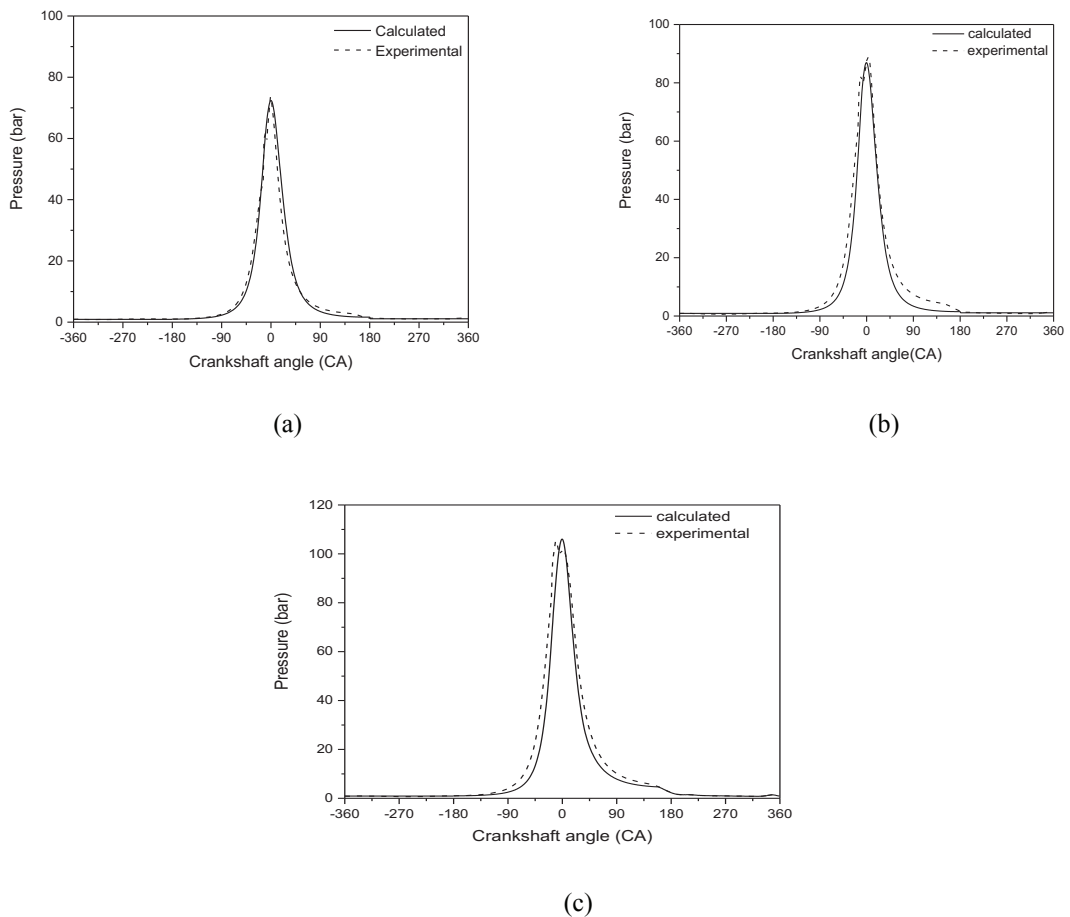 Calculated
Experimental
100
80
60
40
20
0
Pressure (bar)
-360 -270 -180 -90 0 90 180 270 360
Crankshaft angle (CA)
(a)
calculated
experimental
100
80
60
40
20
0
Pressure (bar)
-360 -270 -180 -90 0 90 180 270 360
Crankshaft angle(CA)
(b)
calculated
experimental
120
100
80
60
40
20
0
Pressure (bar)
-360 -270 -180 -90 0 90 180 270 360
Crankshaft angle (CA)
(c)